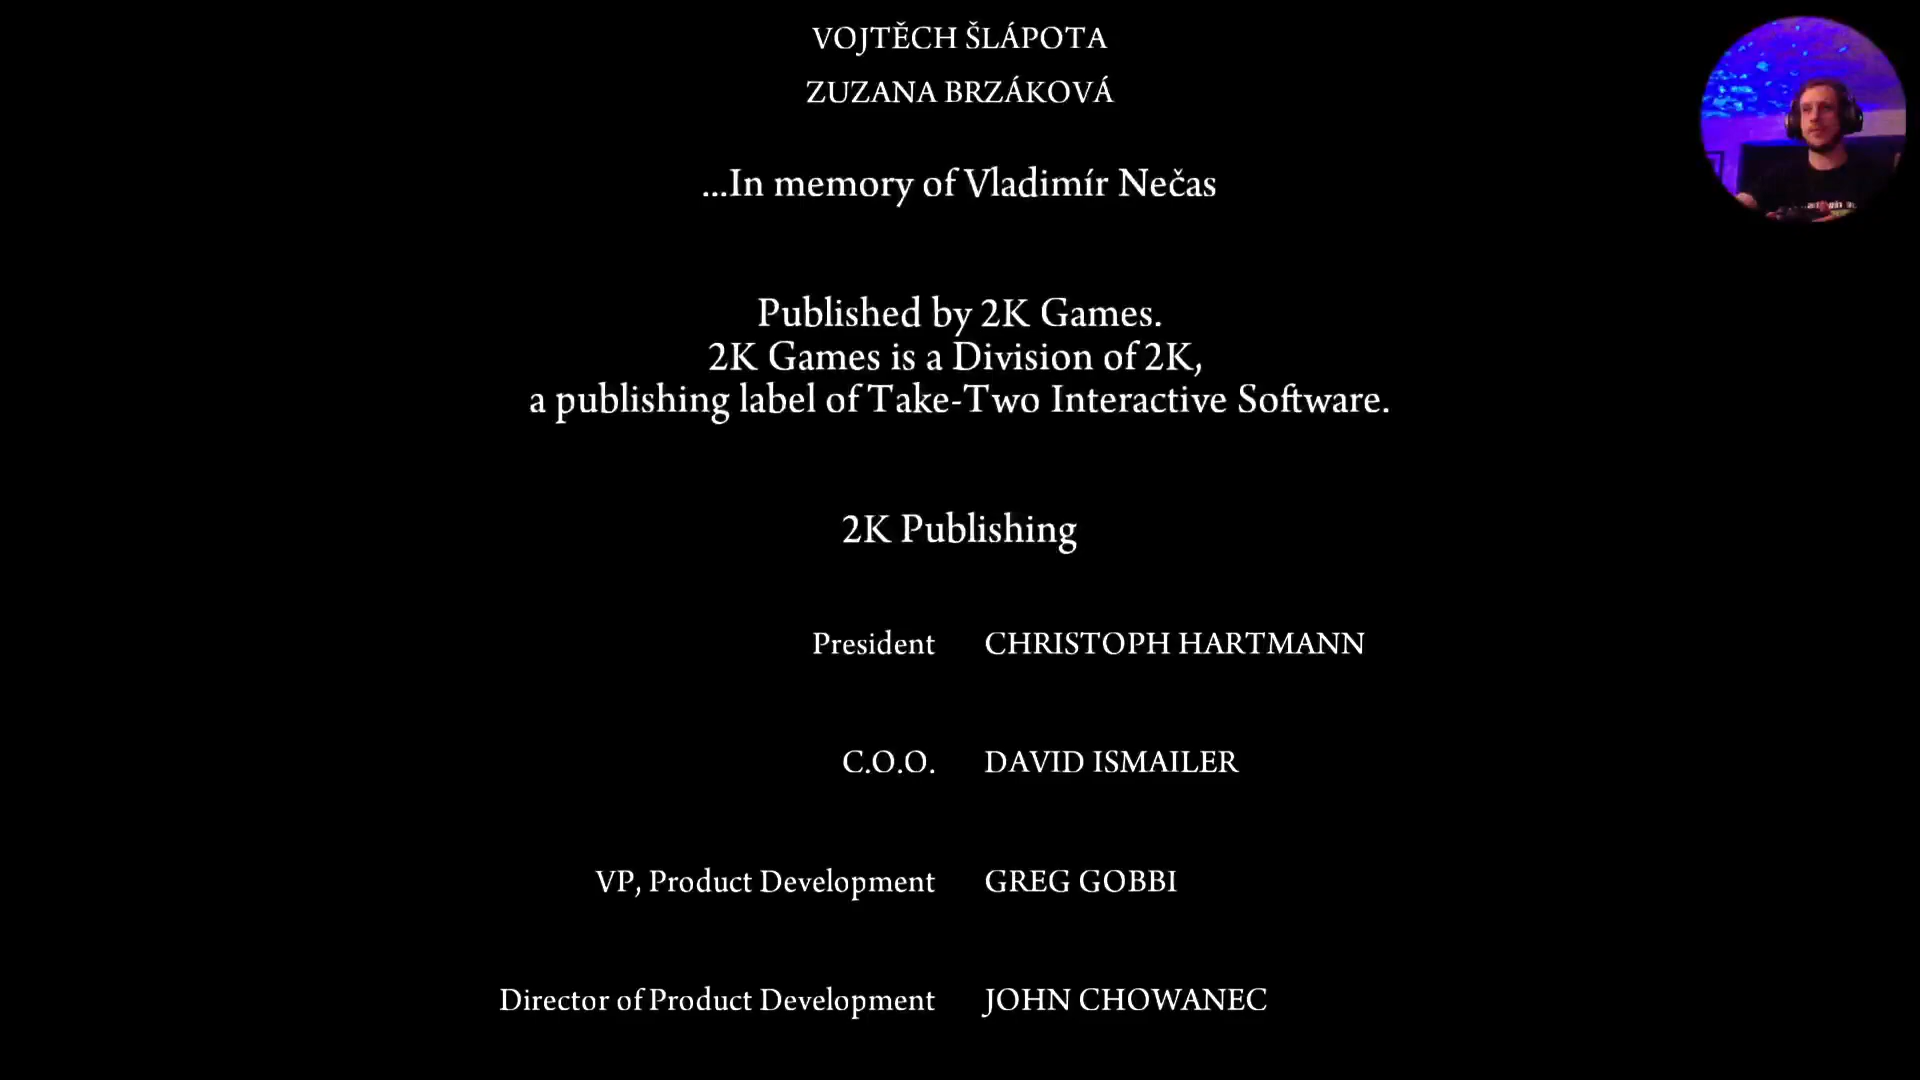 VOJTĚCH ŠLÁPOTA
ZUZANA BRZÁKOVÁ
...In memory of Vladimír Nečas
Published by 2K Games.
2K Games is a Division of 2K,
a publishing label of Take-Two Interactive Software.
2K Publishing
President CHRISTOPH HARTMANN
C.O.O. DAVID ISMAILER
VP, Product Development GREG GOBBI
Director of Product Development JOHN CHOWANEC